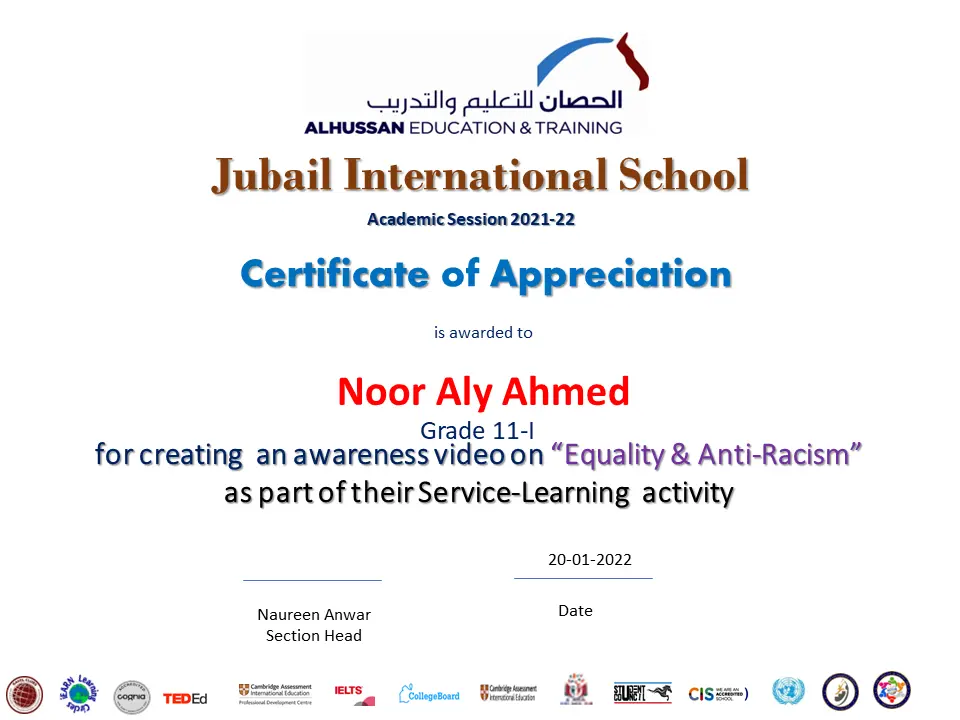 الحصان للتعليم والتدريب
ALHUSSAN EDUCATION & TRAINING
Jubail International School
Academic Session 2021-22
Certificate of Appreciation
is awarded to
Noor Aly Ahmed
Grade 11-I
for creating an awareness video on “Equality & Anti-Racism”
as part of their Service-Learning activity
20-01-2022
Naureen Anwar
Section Head
Date
iEARN Learning Circles
ACCREDITED
cognia
TEDEd
Cambridge Assessment
International Education
Professional Development Centre
IELTS
CollegeBoard
Cambridge Assessment
International Education
STUDENT
CIS WE ARE AN ACCREDITED SCHOOL